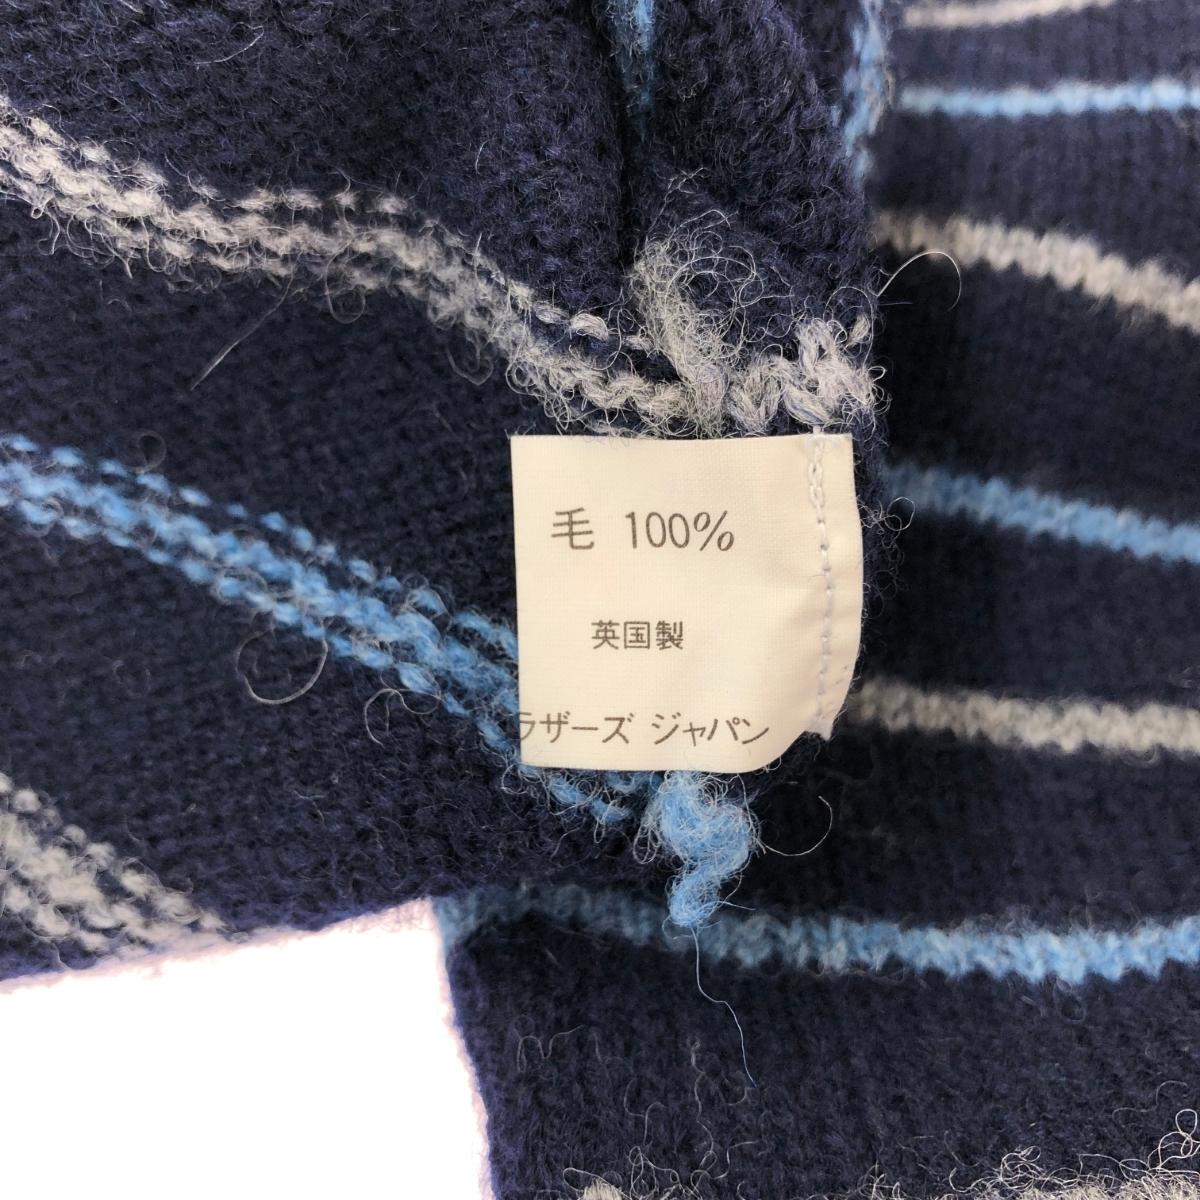 毛 100%
英国製
ラザーズ ジャパン